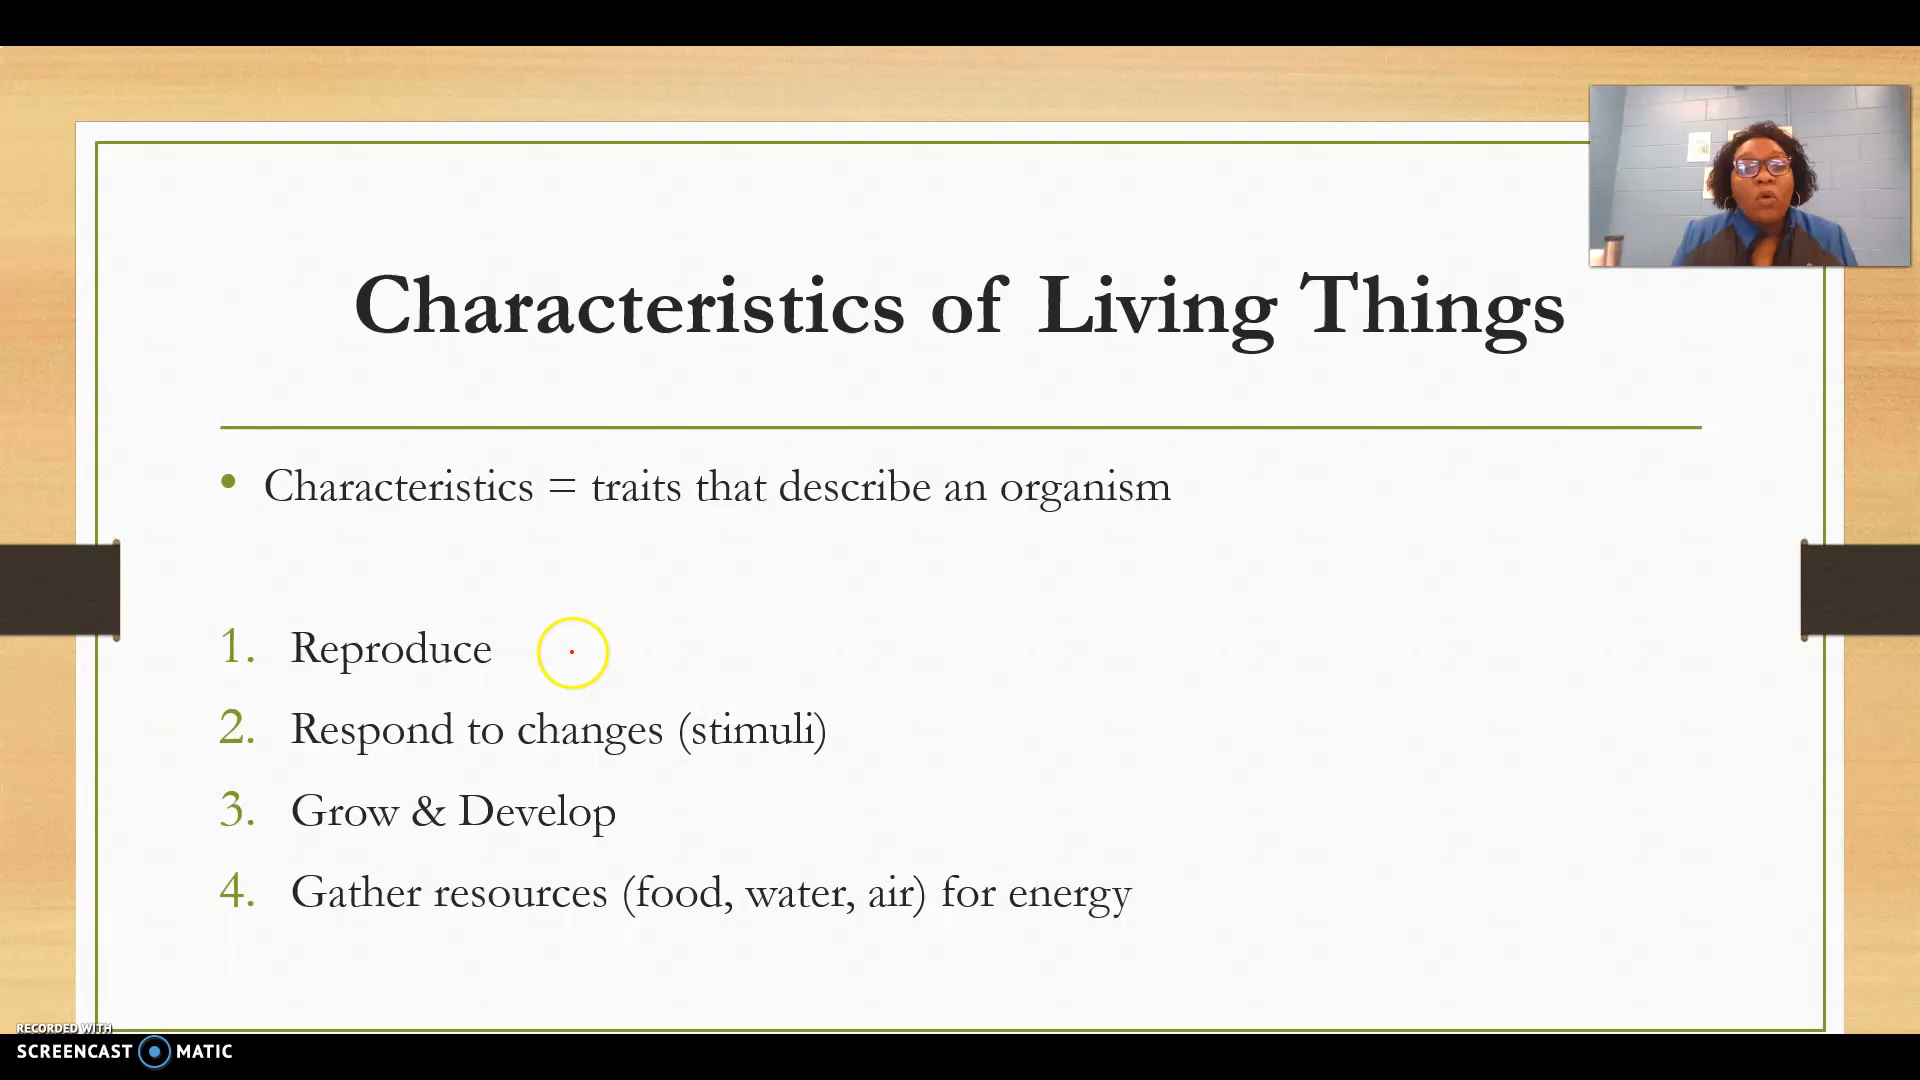 Characteristics of Living Things
• Characteristics = traits that describe an organism
1. Reproduce
2. Respond to changes (stimuli)
3. Grow & Develop
4. Gather resources (food, water, air) for energy
RECORDED WITH
SCREENCAST MATIC